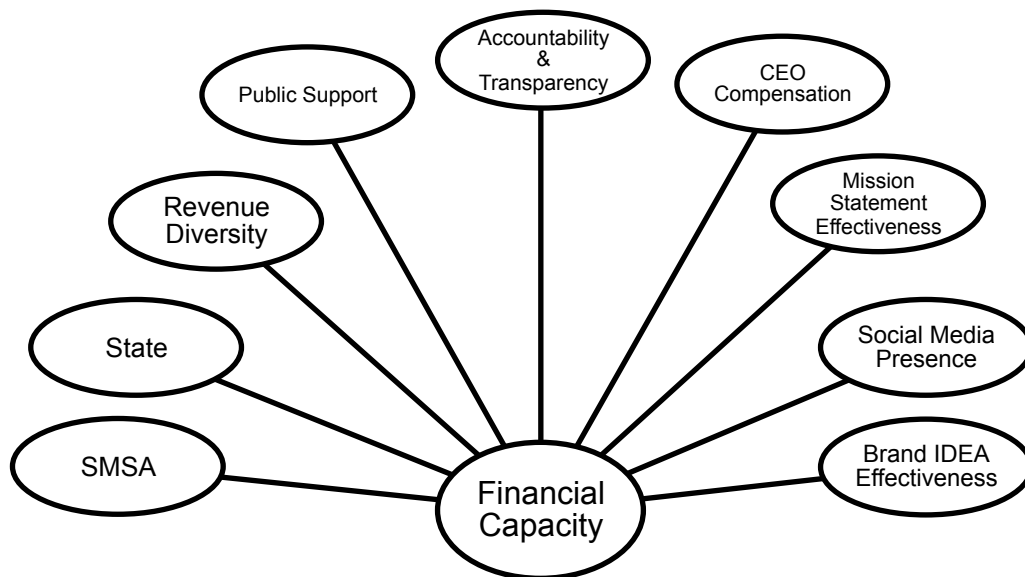 Accountability
&
Transparency
Public Support
CEO
Compensation
Revenue
Diversity
Mission
Statement
Effectiveness
State
Social Media
Presence
SMSA
Brand IDEA
Effectiveness
Financial
Capacity